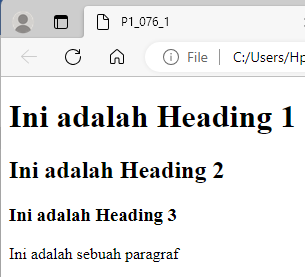 P1_076_1
File C:/Users/Hp
Ini adalah Heading 1
Ini adalah Heading 2
Ini adalah Heading 3
Ini adalah sebuah paragraf